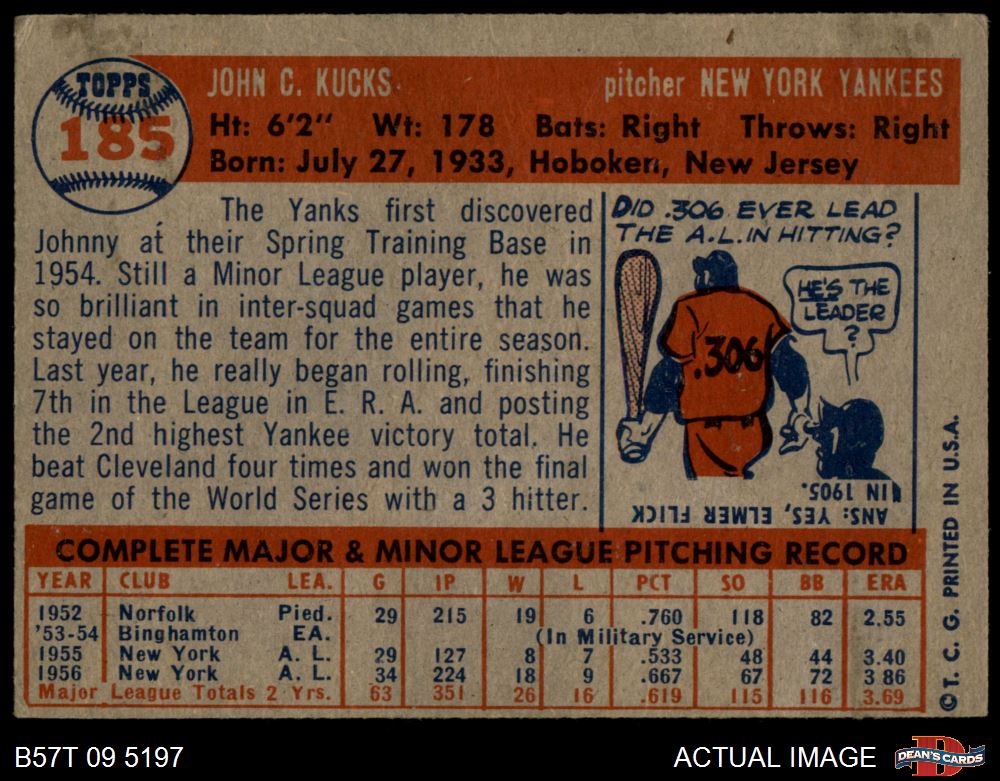 TOPPS
185
JOHN C. KUCKS
pitcher NEW YORK YANKEES
Ht: 6'2" Wt: 178 Bats: Right Throws: Right
Born: July 27, 1933, Hoboken, New Jersey
The Yanks first discovered
Johnny at their Spring Training Base in
1954. Still a Minor League player, he was
so brilliant in inter-squad games that he
stayed on the team for the entire season.
Last year, he really began rolling, finishing
7th in the League in E. R. A. and posting
the 2nd highest Yankee victory total. He
beat Cleveland four times and won the final
game of the World Series with a 3 hitter.
DID .306 EVER LEAD
THE A.L. IN HITTING?
HE'S THE
LEADER
?
.306
ANS: YES, ELMER FLICK
IN 1905.
COMPLETE MAJOR & MINOR LEAGUE PITCHING RECORD
YEAR CLUB LEA. G IP W L PCT SO BB ERA
1952 Norfolk Pied. 29 215 19 6 .760 118 82 2.55
'53-54 Binghamton EA. (In Military Service)
1955 New York A. L. 29 127 8 7 .533 48 44 3.40
1956 New York A. L. 34 224 18 9 .667 67 72 3 86
Major League Totals 2 Yrs. 63 351 26 16 .619 115 116 3.69
© T. C. G. PRINTED IN U.S.A.
B57T 09 5197
ACTUAL IMAGE
DEAN'S CARDS